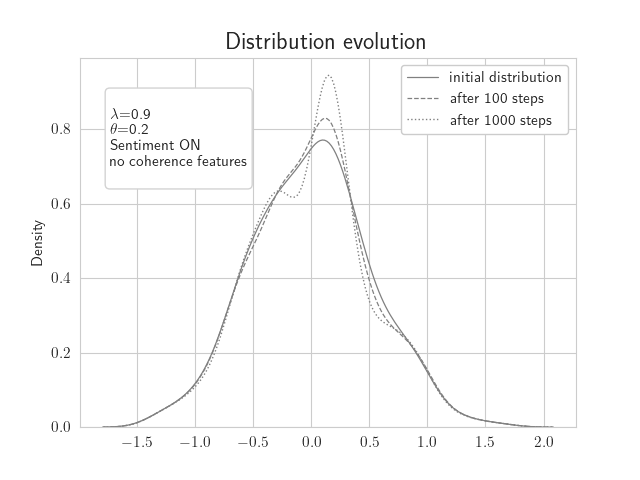 Distribution evolution
λ=0.9
θ=0.2
Sentiment ON
no coherence features
initial distribution
after 100 steps
after 1000 steps
Density
0.8
0.6
0.4
0.2
0.0
−1.5 −1.0 −0.5 0.0 0.5 1.0 1.5 2.0